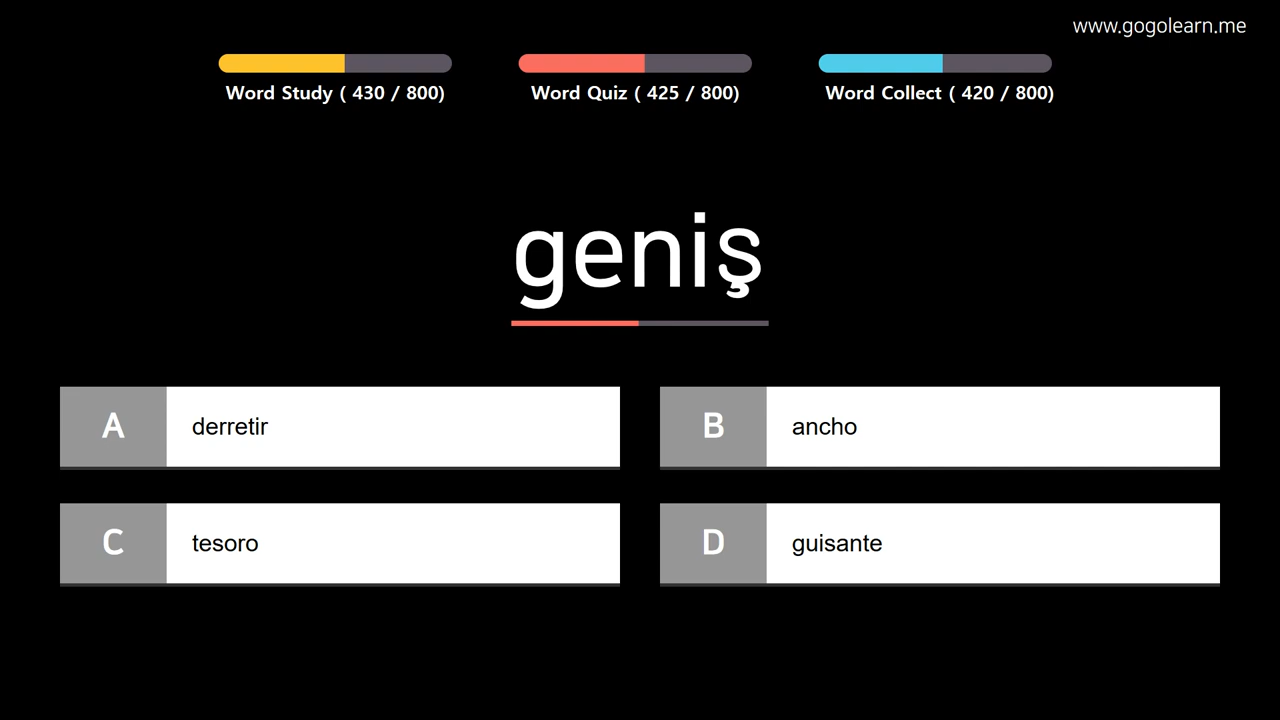 www.gogolearn.me
Word Study ( 430 / 800)
Word Quiz ( 425 / 800)
Word Collect ( 420 / 800)
geniş
A derretir
B ancho
C tesoro
D guisante